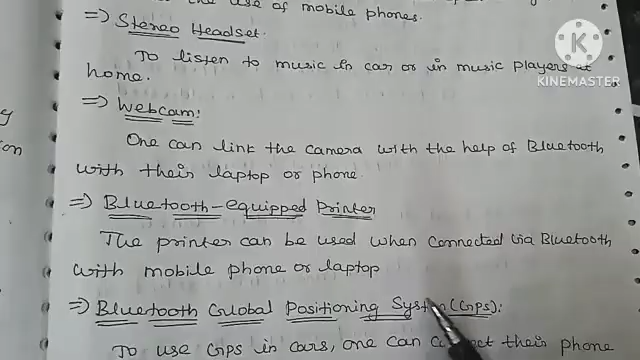 the use of mobile phones.
⇒ Stereo Headset.
To listen to music in car or in music players at
home.
⇒ Webcam:
One can link the camera with the help of Bluetooth
with their laptop or phone.
⇒ Bluetooth-equipped Printer
The printer can be used when connected via Bluetooth
with mobile phone or laptop
⇒ Bluetooth Global Positioning System (GPS):
To use GPS in cars, one can their phone
KINEMASTER